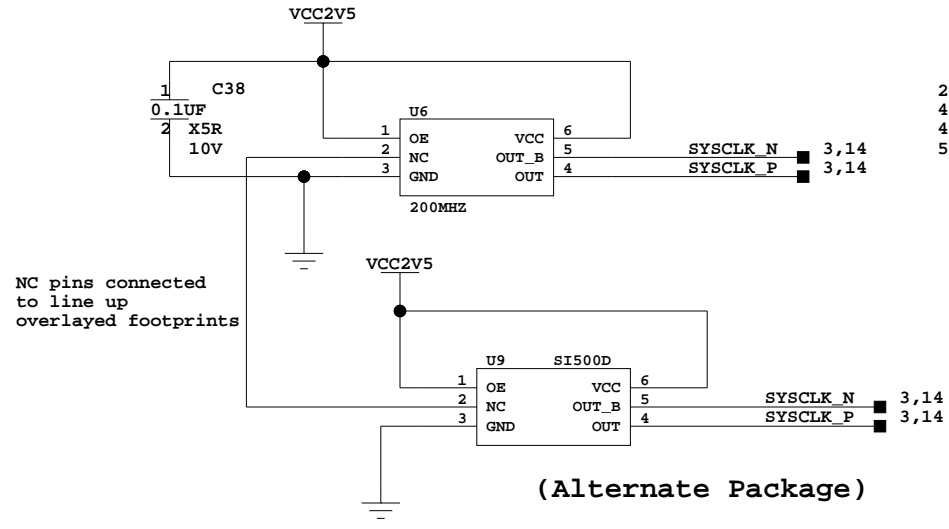 VCC2V5
1 C38
0.1UF
2 X5R
10V
U6
1 OE VCC 6
2 NC OUT_B 5 SYSCLK_N 3,14
3 GND OUT 4 SYSCLK_P 3,14
200MHZ
2
4
4
5
NC pins connected
to line up
overlayed footprints
VCC2V5
U9 SI500D
1 OE VCC 6
2 NC OUT_B 5 SYSCLK_N 3,14
3 GND OUT 4 SYSCLK_P 3,14
(Alternate Package)